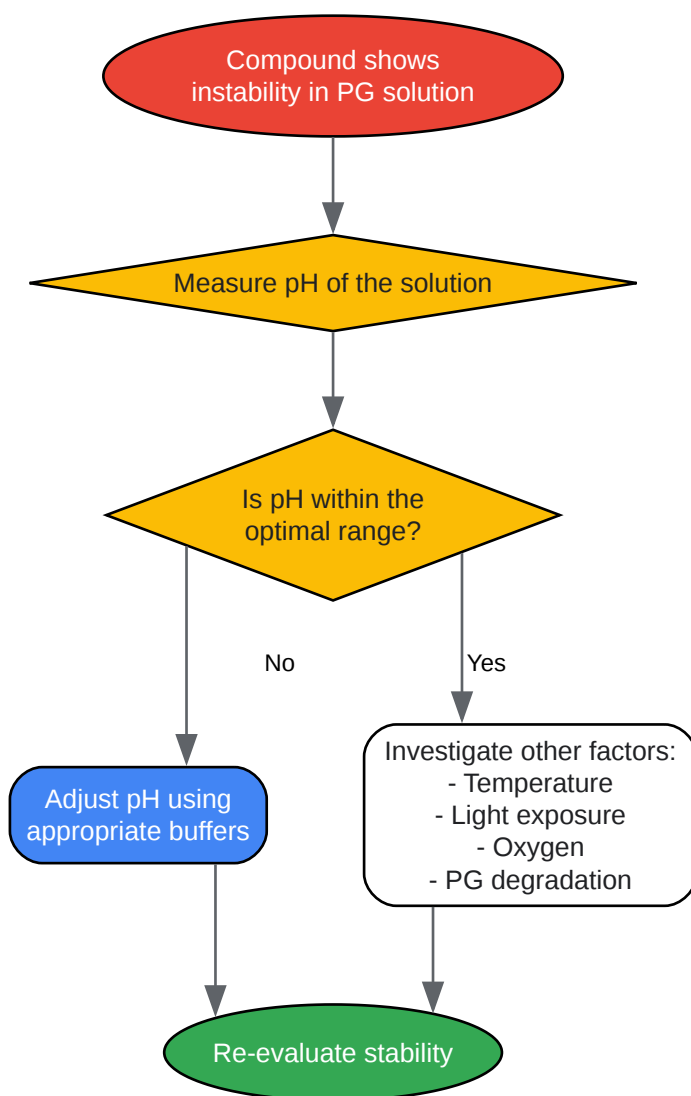 Compound shows
instability in PG solution
Measure pH of the solution
Is pH within the
optimal range?
No
Yes
Investigate other factors:
- Temperature
- Light exposure
- Oxygen
- PG degradation
Adjust pH using
appropriate buffers
Re-evaluate stability